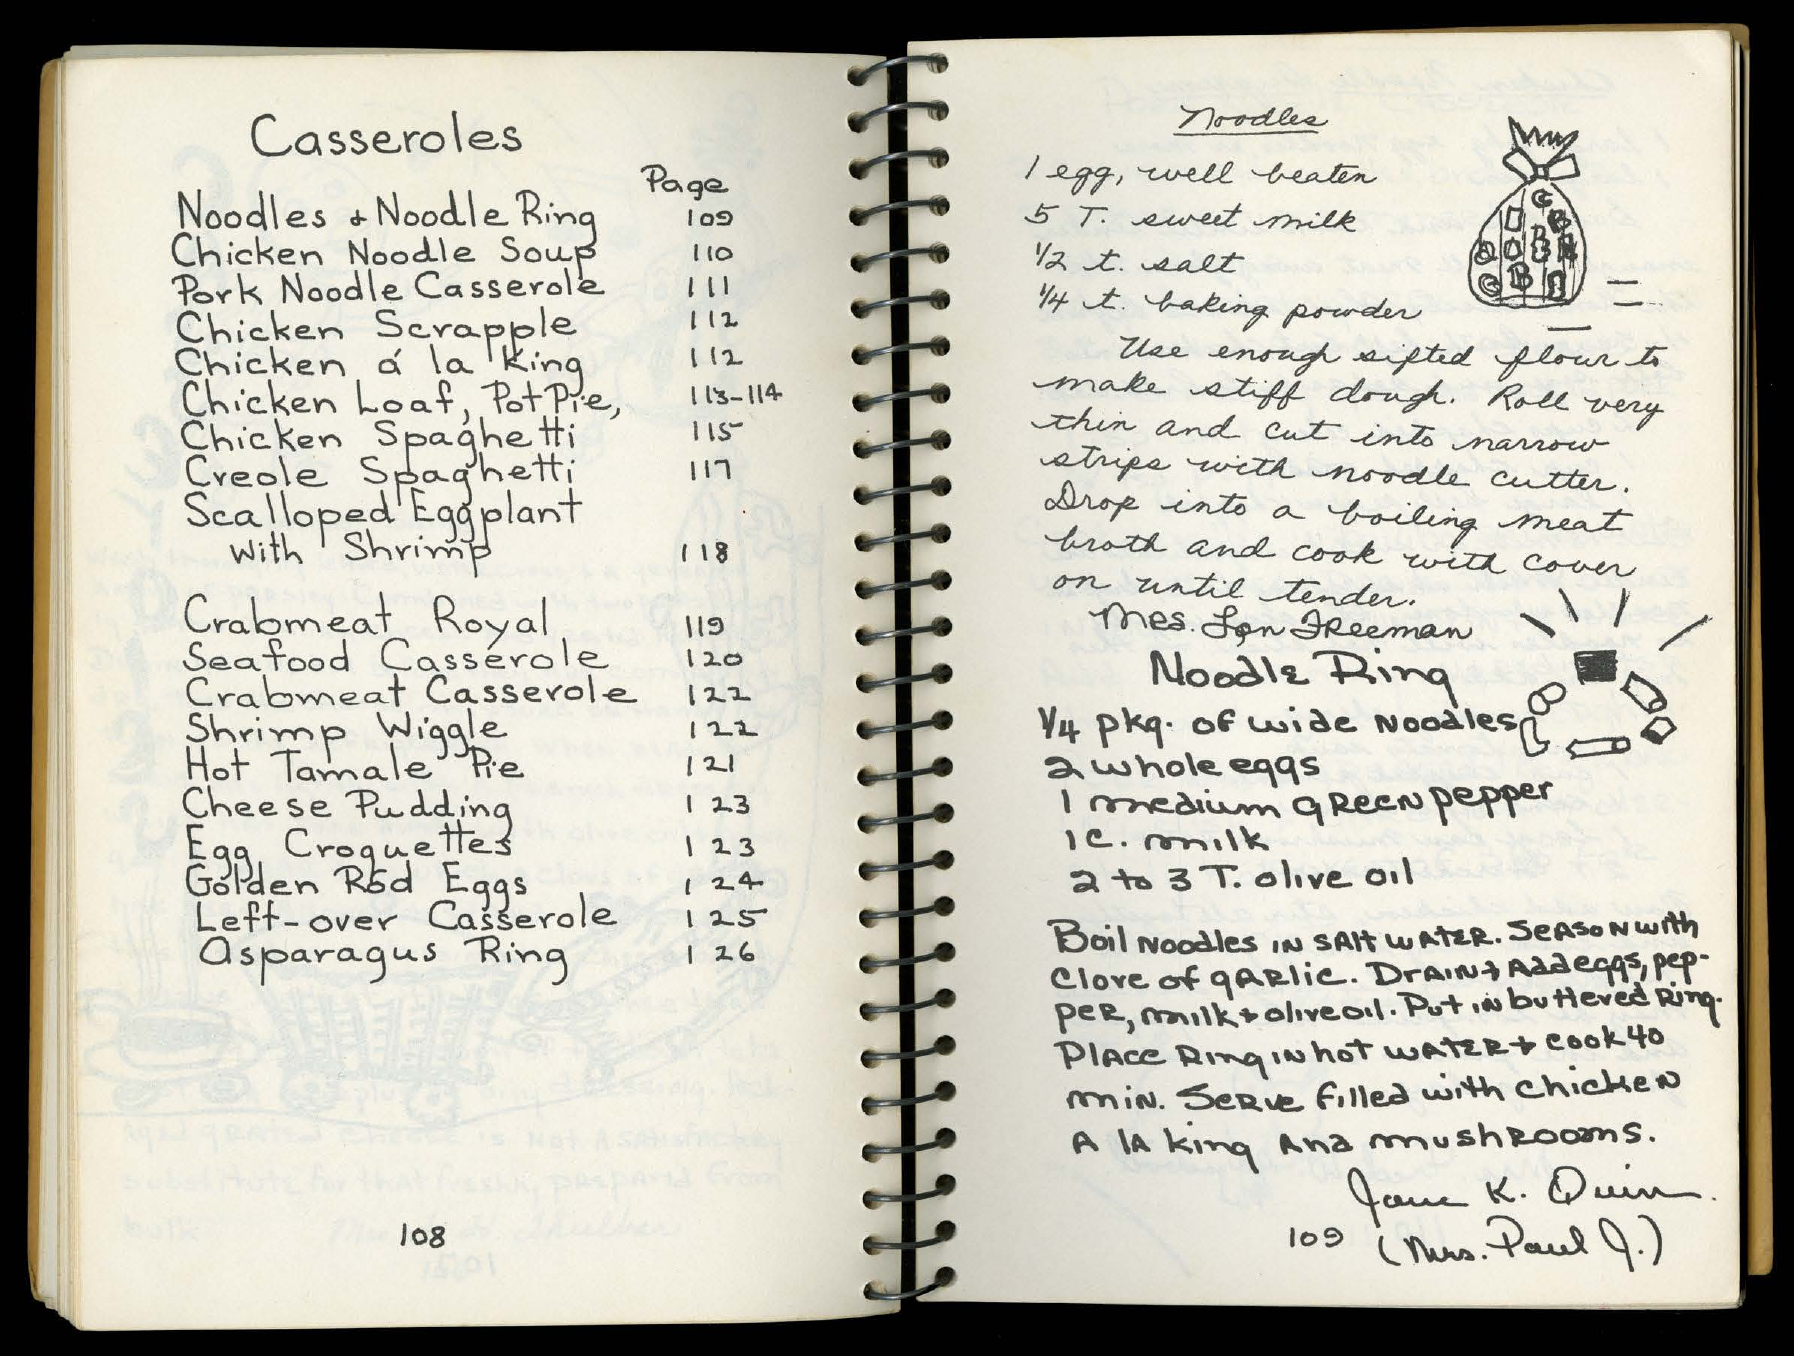 Casseroles
Page
Noodles & Noodle Ring 109
Chicken Noodle Soup 110
Pork Noodle Casserole 111
Chicken Scrapple 112
Chicken á la King 112
Chicken Loaf, Pot Pie, 113-114
Chicken Spaghetti 115
Creole Spaghetti 117
Scalloped Eggplant
with Shrimp 118
Crabmeat Royal 119
Seafood Casserole 120
Crabmeat Casserole 122
Shrimp Wiggle 122
Hot Tamale Pie 121
Cheese Pudding 123
Egg Croquettes 123
Golden Rod Eggs 124
Left-over Casserole 125
Asparagus Ring 126
108
Noodles
1 egg, well beaten
5 T. sweet milk
1/2 t. salt
1/4 t. baking powder
Use enough sifted flour to
make stiff dough. Roll very
thin and cut into narrow
strips with noodle cutter.
Drop into a boiling meat
broth and cook with cover
on until tender.
Mrs. Lon Freeman
Noodle Ring
1/4 pkg. of wide noodles
2 whole eggs
1 medium green pepper
1 c. milk
2 to 3 T. olive oil
Boil noodles in salt water. Season with
clove of garlic. Drain & add eggs, pep-
per, milk & olive oil. Put in buttered ring.
Place ring in hot water & cook 40
min. Serve filled with chicken
a la king and mushrooms.
Jane K. Quinn.
109 (Mrs. Paul J.)